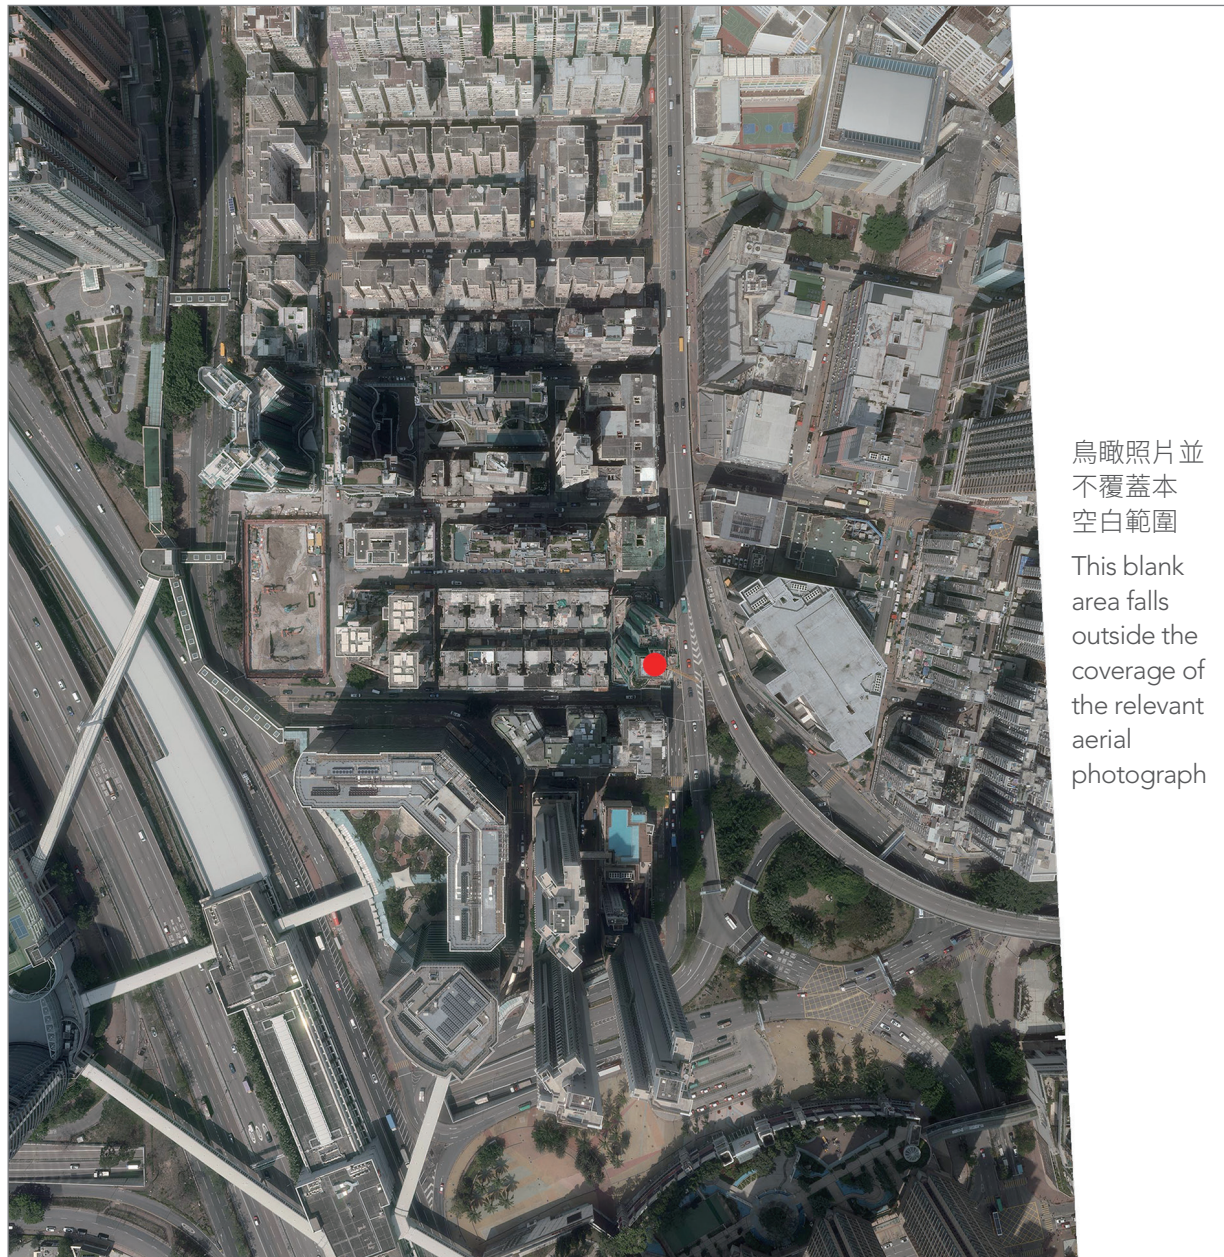 鳥瞰照片並
不覆蓋本
空白範圍
This blank
area falls
outside the
coverage of
the relevant
aerial
photograph